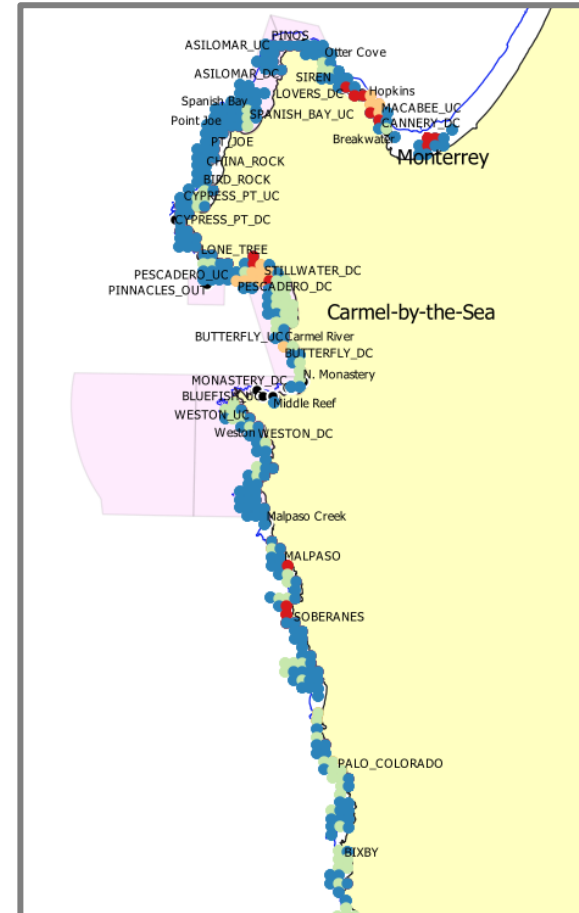 PINOS
ASILOMAR_UC
Otter Cove
ASILOMAR_DC
SIREN
LOVERS_DC
Hopkins
Spanish Bay
MACABEE_UC
SPANISH_BAY_UC
Point Joe
CANNERY_DC
PT_JOE
Breakwater
Monterrey
CHINA_ROCK
BIRD_ROCK
CYPRESS_PT_UC
CYPRESS_PT_DC
LONE_TREE
PESCADERO_UC
STILLWATER_DC
PINNACLES_OUT
PESCADERO_DC
Carmel-by-the-Sea
BUTTERFLY_UC
Carmel River
BUTTERFLY_DC
MONASTERY_DC
N. Monastery
BLUEFISH_UC
Middle Reef
WESTON_UC
Weston
WESTON_DC
Malpaso Creek
MALPASO
SOBERANES
PALO_COLORADO
BIXBY